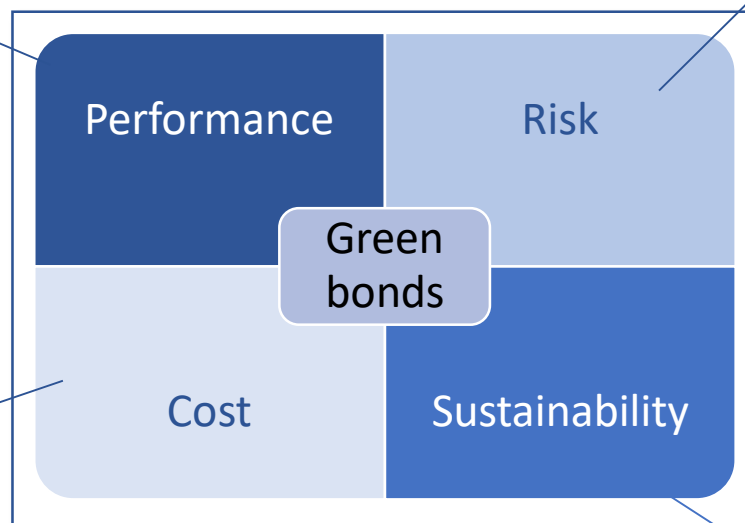 Performance
Risk
Green
bonds
Cost
Sustainability